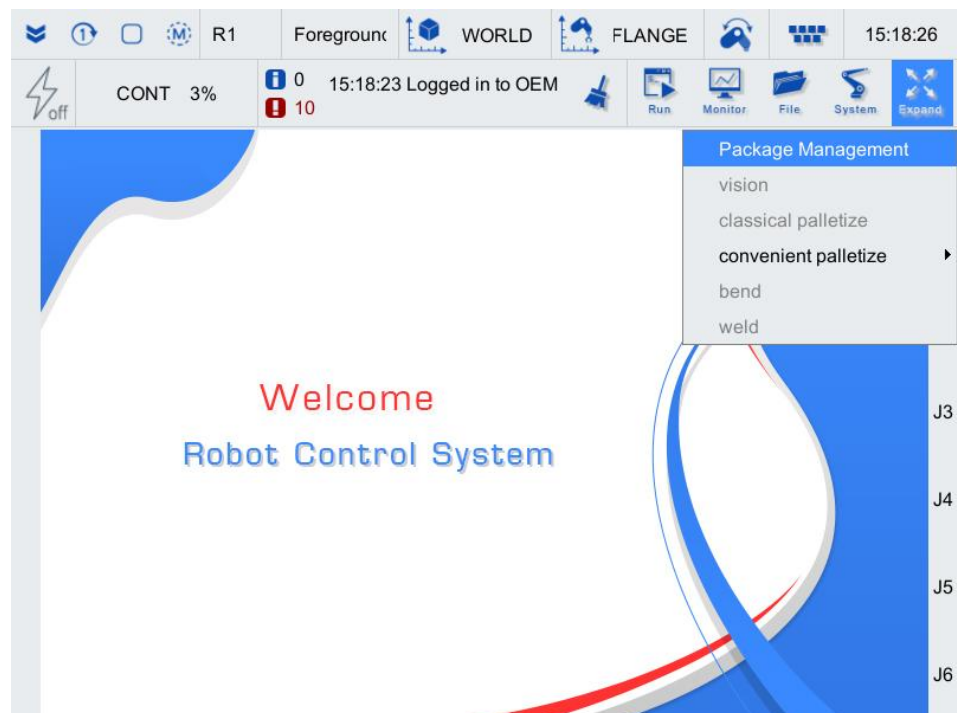 1 M R1 Foregrounc WORLD FLANGE 15:18:26
off CONT 3% i 0 15:18:23 Logged in to OEM Run Monitor File System Expand
! 10
Package Management
vision
classical palletize
convenient palletize
bend
weld
Welcome
Robot Control System
J3
J4
J5
J6